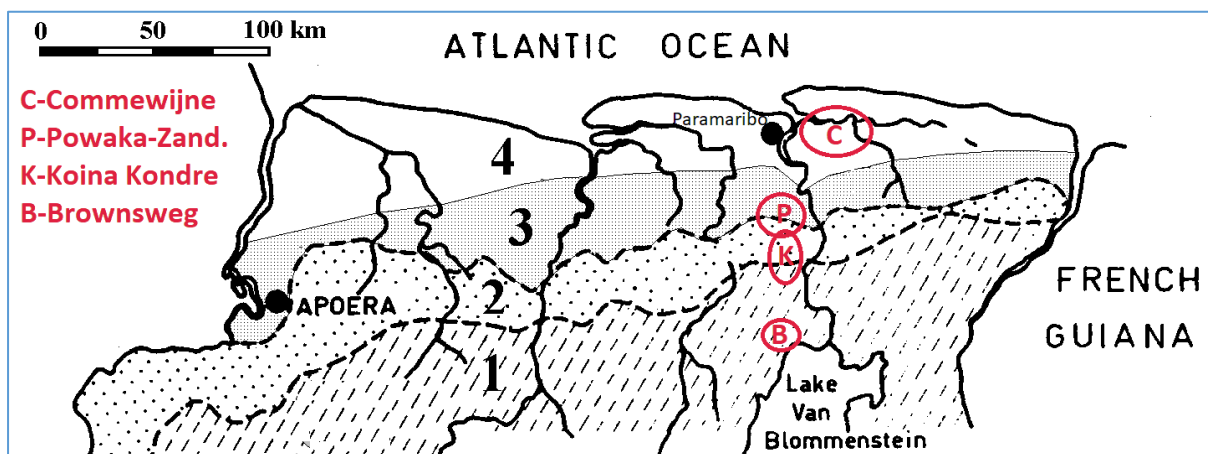 0 50 100 km
ATLANTIC OCEAN
C-Commewijne
P-Powaka-Zand.
K-Koina Kondre
B-Brownsweg
Paramaribo
C
4
P
3
K
FRENCH
GUIANA
2
APOERA
B
1
Lake
Van
Blommenstein